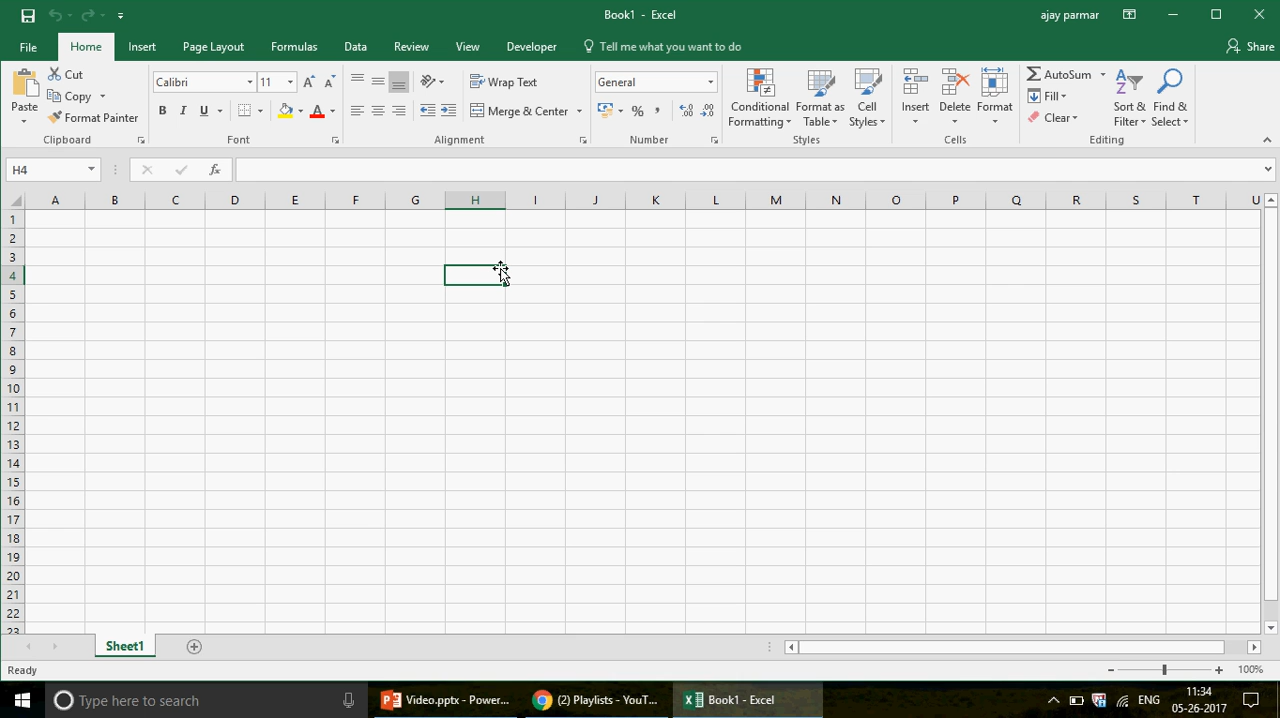 Book1 - Excel
ajay parmar
File Home Insert Page Layout Formulas Data Review View Developer Tell me what you want to do Share
Paste
Cut
Copy
Format Painter
Clipboard
Calibri 11
B I U
Font
Wrap Text
Merge & Center
Alignment
General
%
Number
Conditional Formatting
Format as Table
Cell Styles
Styles
Insert Delete Format
Cells
AutoSum
Fill
Clear
Sort & Filter
Find & Select
Editing
H4
fx
A B C D E F G H I J K L M N O P Q R S T U
1
2
3
4
5
6
7
8
9
10
11
12
13
14
15
16
17
18
19
20
21
22
23
Sheet1
Ready
100%
Type here to search
Video.pptx - Power...
(2) Playlists - YouT...
Book1 - Excel
ENG
11:34
05-26-2017